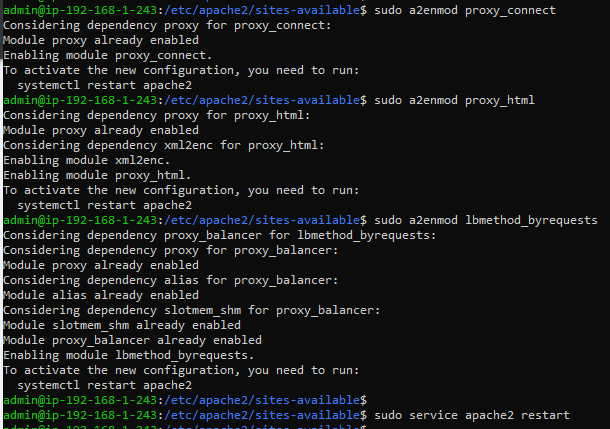 admin@ip-192-168-1-243:/etc/apache2/sites-available$ sudo a2enmod proxy_connect
Considering dependency proxy for proxy_connect:
Module proxy already enabled
Enabling module proxy_connect.
To activate the new configuration, you need to run:
  systemctl restart apache2
admin@ip-192-168-1-243:/etc/apache2/sites-available$ sudo a2enmod proxy_html
Considering dependency proxy for proxy_html:
Module proxy already enabled
Considering dependency xml2enc for proxy_html:
Enabling module xml2enc.
Enabling module proxy_html.
To activate the new configuration, you need to run:
  systemctl restart apache2
admin@ip-192-168-1-243:/etc/apache2/sites-available$ sudo a2enmod lbmethod_byrequests
Considering dependency proxy_balancer for lbmethod_byrequests:
Considering dependency proxy for proxy_balancer:
Module proxy already enabled
Considering dependency alias for proxy_balancer:
Module alias already enabled
Considering dependency slotmem_shm for proxy_balancer:
Module slotmem_shm already enabled
Module proxy_balancer already enabled
Enabling module lbmethod_byrequests.
To activate the new configuration, you need to run:
  systemctl restart apache2
admin@ip-192-168-1-243:/etc/apache2/sites-available$
admin@ip-192-168-1-243:/etc/apache2/sites-available$ sudo service apache2 restart